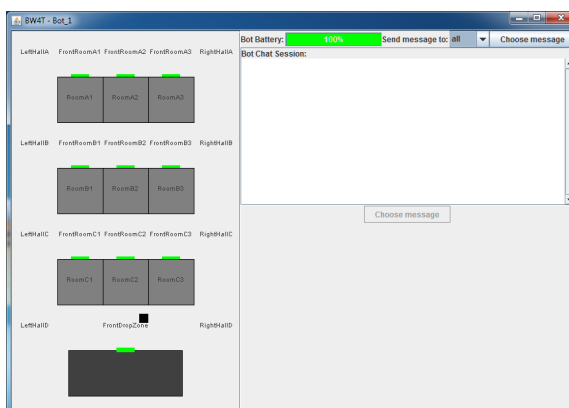 BW4T - Bot_1
Bot Battery: 100% Send message to: all Choose message
Bot Chat Session:
LeftHallA FrontRoomA1 FrontRoomA2 FrontRoomA3 RightHallA
RoomA1 RoomA2 RoomA3
LeftHallB FrontRoomB1 FrontRoomB2 FrontRoomB3 RightHallB
RoomB1 RoomB2 RoomB3
Choose message
LeftHallC FrontRoomC1 FrontRoomC2 FrontRoomC3 RightHallC
RoomC1 RoomC2 RoomC3
LeftHallD FrontDropZone RightHallD